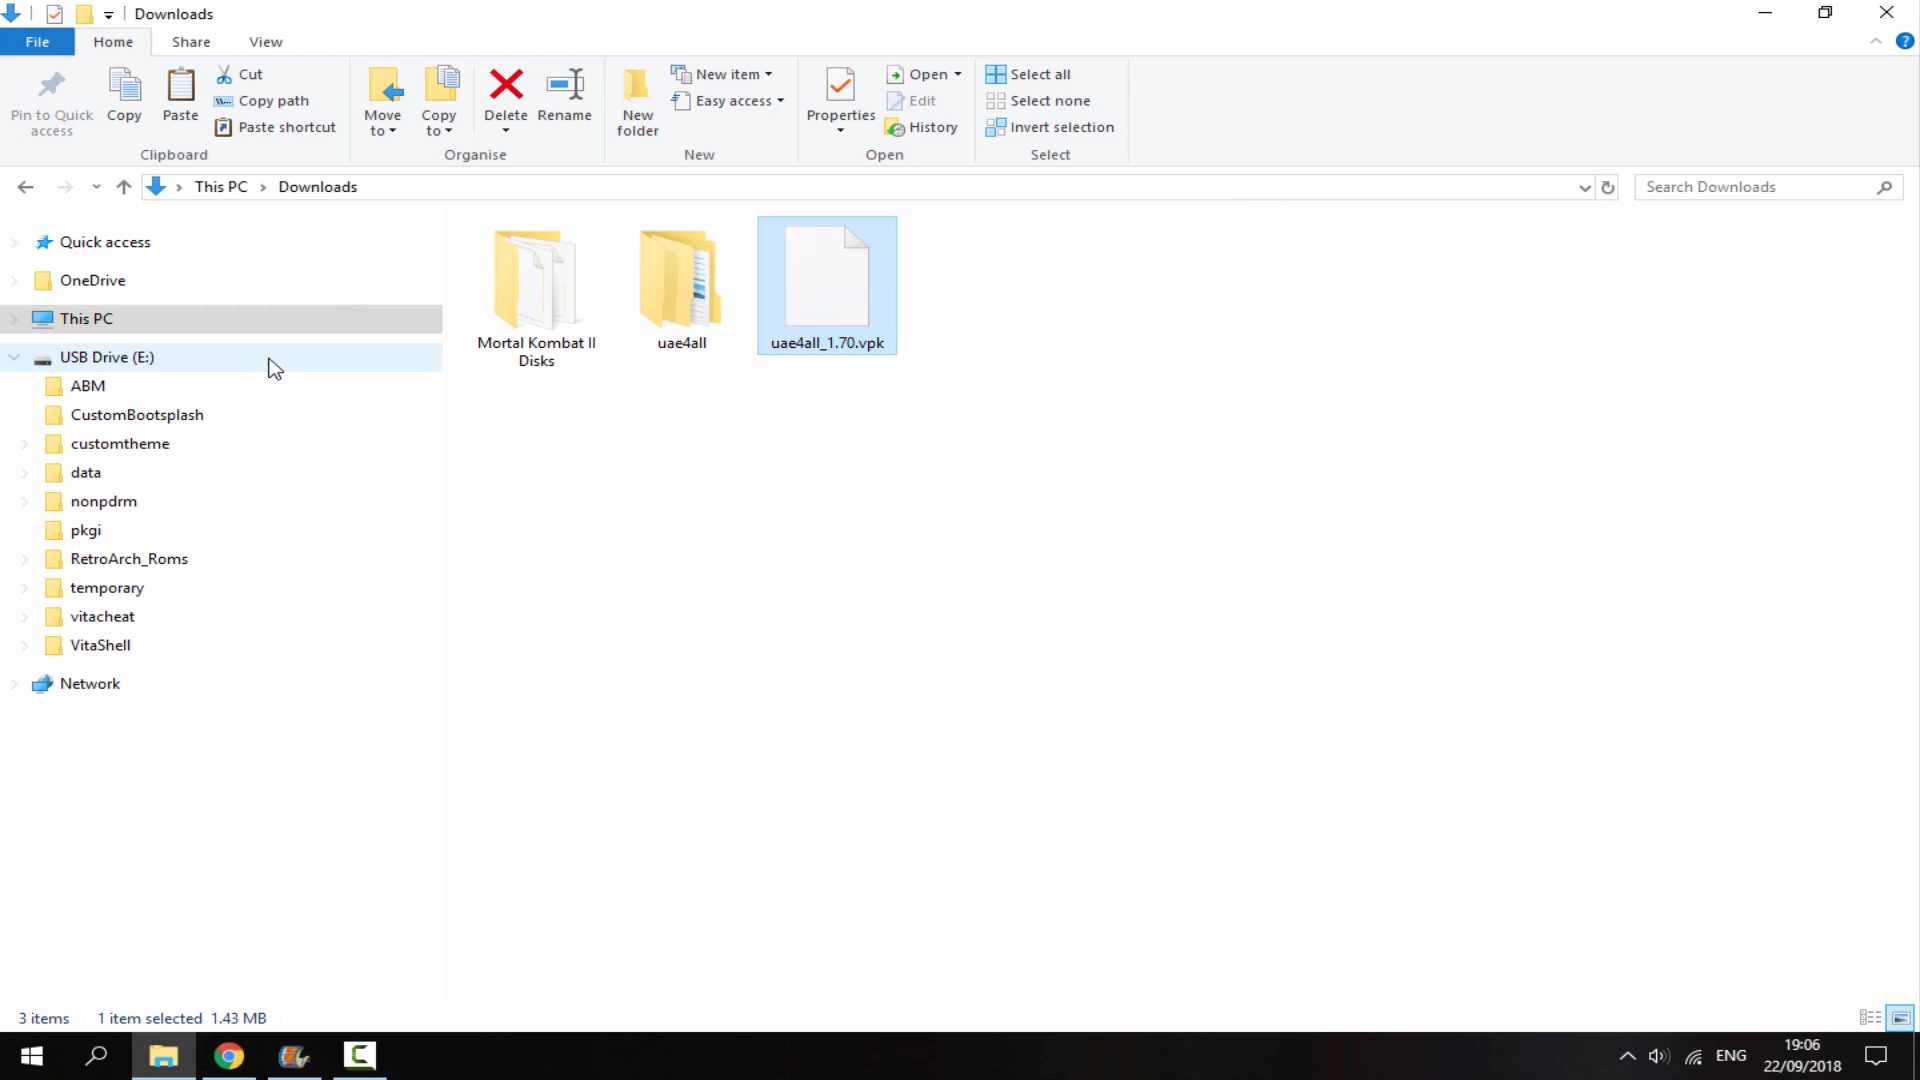 Downloads
File
Home
Share
View
Pin to Quick
access
Copy
Paste
Cut
Copy path
Paste shortcut
Clipboard
Move
to
Copy
to
Delete
Rename
Organise
New
folder
New item
Easy access
New
Properties
Open
Edit
History
Open
Select all
Select none
Invert selection
Select
This PC
Downloads
Search Downloads
Quick access
OneDrive
This PC
USB Drive (E:)
ABM
CustomBootsplash
customtheme
data
nonpdrm
pkgi
RetroArch_Roms
temporary
vitacheat
VitaShell
Network
Mortal Kombat II
Disks
uae4all
uae4all_1.70.vpk
3 items
1 item selected 1.43 MB
ENG
19:06
22/09/2018